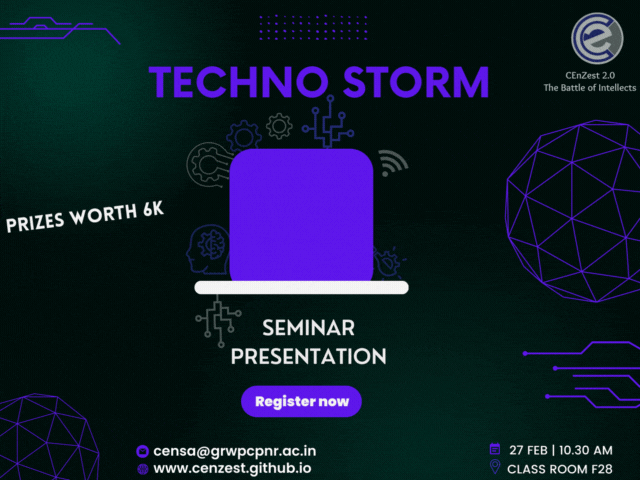 CEnZest 2.0
The Battle of Intellects
TECHNO STORM
PRIZES WORTH 6K
SEMINAR
PRESENTATION
Register now
censa@grwpcpnr.ac.in
www.cenzest.github.io
27 FEB | 10.30 AM
CLASS ROOM F28